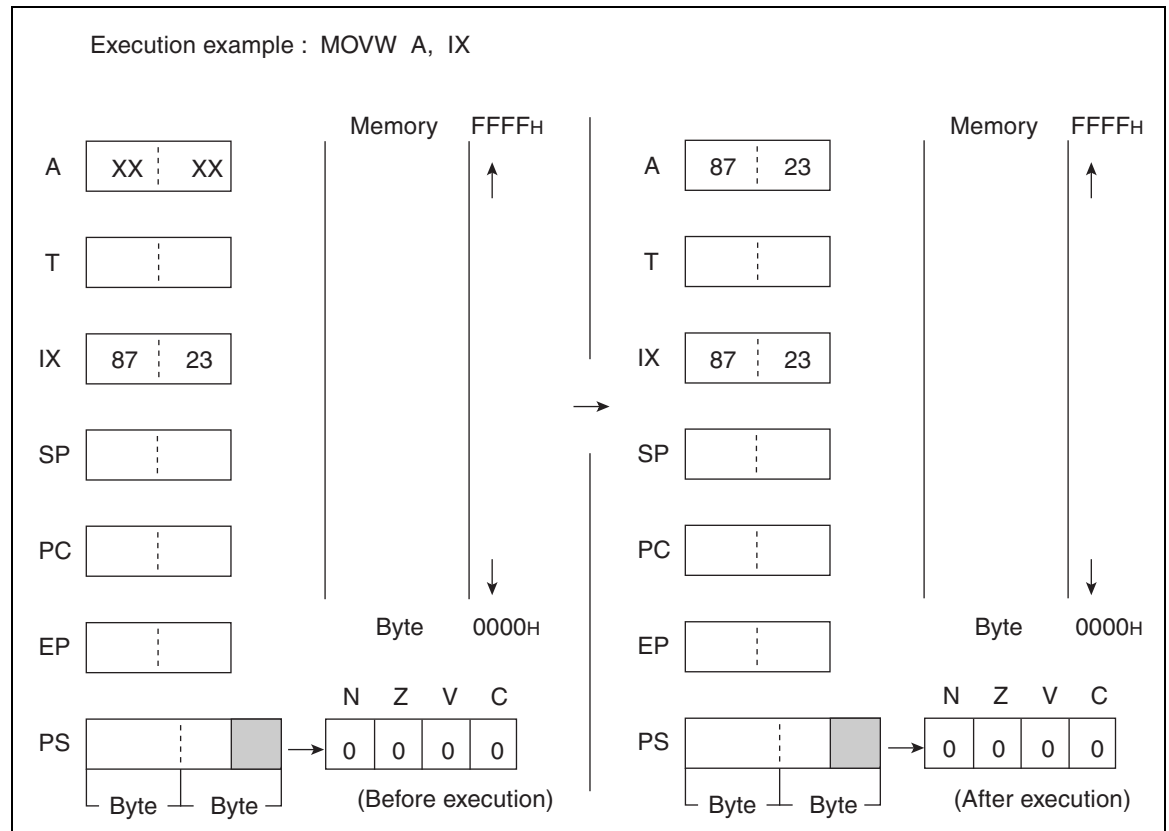 Execution example : MOVW A, IX
Memory FFFFH
A XX XX
T
IX 87 23
SP
PC
EP
Byte 0000H
N Z V C
PS 0 0 0 0
Byte Byte
(Before execution)
Memory FFFFH
A 87 23
T
IX 87 23
SP
PC
EP
Byte 0000H
N Z V C
PS 0 0 0 0
Byte Byte
(After execution)